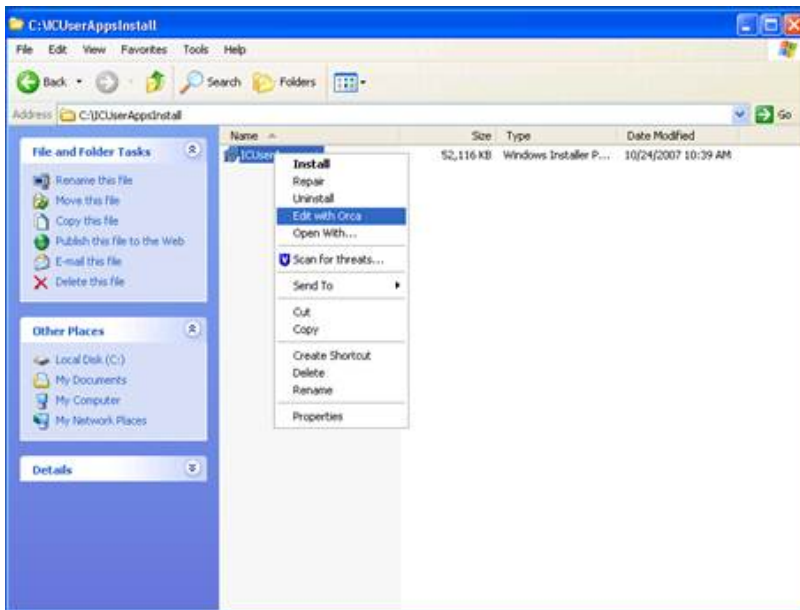 C:\ICUserAppsInstall
File Edit View Favorites Tools Help
Back Search Folders
Address C:\ICUserAppsInstall Go
Name Size Type Date Modified
52,116 KB Windows Installer P... 10/24/2007 10:39 AM
File and Folder Tasks
Rename this file
Move this file
Copy this file
Publish this file to the Web
E-mail this file
Delete this file
Other Places
Local Disk (C:)
My Documents
My Computer
My Network Places
Details
Install
Repair
Uninstall
Edit with Orca
Open With...
Scan for threats...
Send To
Cut
Copy
Create Shortcut
Delete
Rename
Properties